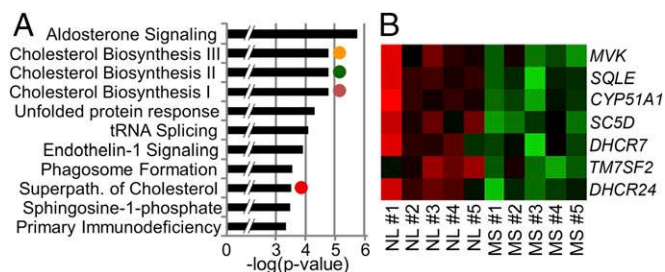 A
Aldosterone Signaling
Cholesterol Biosynthesis III
Cholesterol Biosynthesis II
Cholesterol Biosynthesis I
Unfolded protein response
tRNA Splicing
Endothelin-1 Signaling
Phagosome Formation
Superpath. of Cholesterol
Sphingosine-1-phosphate
Primary Immunodeficiency
0 0 3 4 5 6
-log(p-value)
B
MVK
SQLE
CYP51A1
SC5D
DHCR7
TM7SF2
DHCR24
NL #1
NL #2
NL #3
NL #4
NL #5
MS #1
MS #2
MS #3
MS #4
MS #5